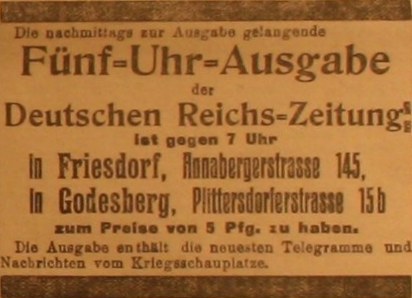 Die nachmittags zur Ausgabe gelangende
Fünf-Uhr-Ausgabe
der
Deutschen Reichs-Zeitung
ist gegen 7 Uhr
in Friesdorf, Annabergerstrasse 145,
in Godesberg, Plittersdorferstrasse 15b
zum Preise von 5 Pfg. zu haben.
Die Ausgabe enthält die neuesten Telegramme und
Nachrichten vom Kriegsschauplatze.